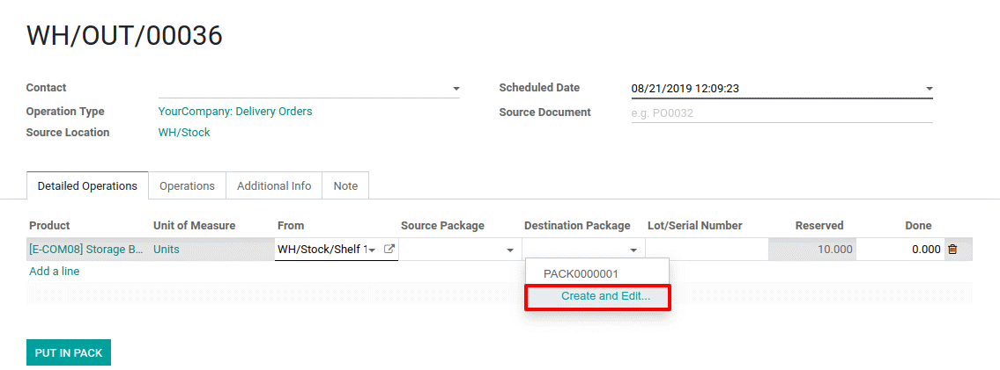 WH/OUT/00036
Contact
Scheduled Date 08/21/2019 12:09:23
Operation Type YourCompany: Delivery Orders
Source Document e.g. PO0032
Source Location WH/Stock
Detailed Operations Operations Additional Info Note
Product Unit of Measure From Source Package Destination Package Lot/Serial Number Reserved Done
[E-COM08] Storage B... Units WH/Stock/Shelf 1 10.000 0.000
Add a line
PACK0000001
Create and Edit...
PUT IN PACK